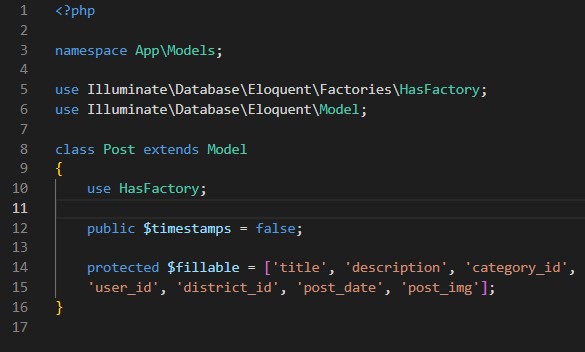 1 <?php
2
3 namespace App\Models;
4
5 use Illuminate\Database\Eloquent\Factories\HasFactory;
6 use Illuminate\Database\Eloquent\Model;
7
8 class Post extends Model
9 {
10     use HasFactory;
11
12     public $timestamps = false;
13
14     protected $fillable = ['title', 'description', 'category_id',
15     'user_id', 'district_id', 'post_date', 'post_img'];
16 }
17